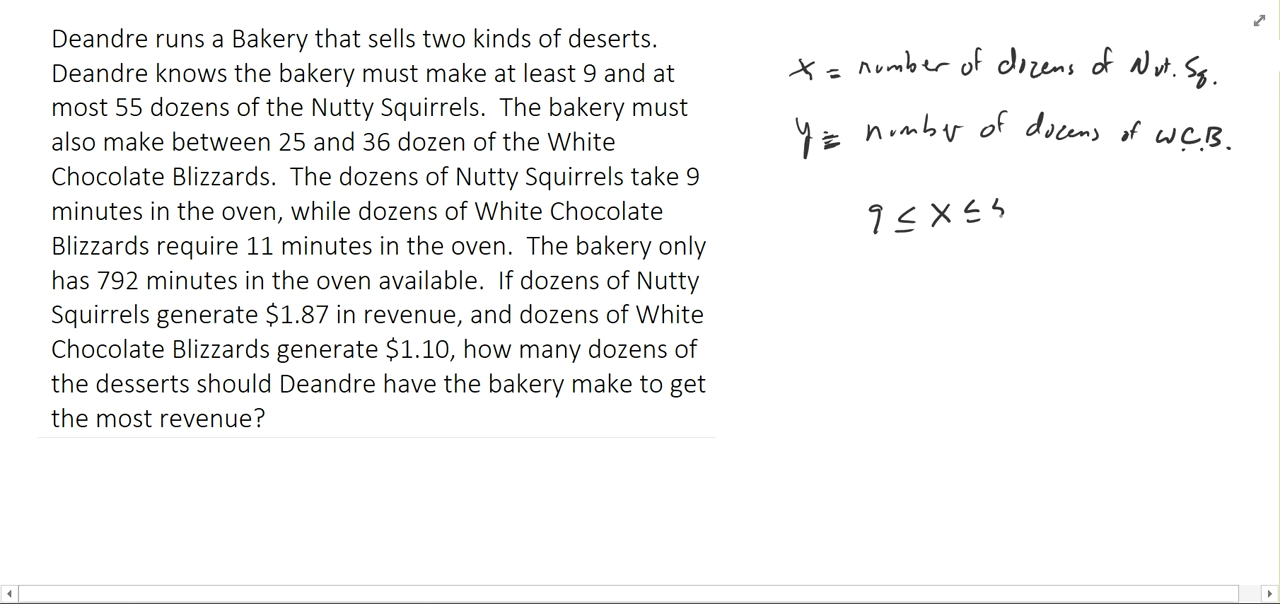 Deandre runs a Bakery that sells two kinds of deserts.
Deandre knows the bakery must make at least 9 and at
most 55 dozens of the Nutty Squirrels. The bakery must
also make between 25 and 36 dozen of the White
Chocolate Blizzards. The dozens of Nutty Squirrels take 9
minutes in the oven, while dozens of White Chocolate
Blizzards require 11 minutes in the oven. The bakery only
has 792 minutes in the oven available. If dozens of Nutty
Squirrels generate $1.87 in revenue, and dozens of White
Chocolate Blizzards generate $1.10, how many dozens of
the desserts should Deandre have the bakery make to get
the most revenue?
x = number of dozens of Nut. Sq.
y = number of dozens of W.C.B.
9 ≤ x ≤ 5